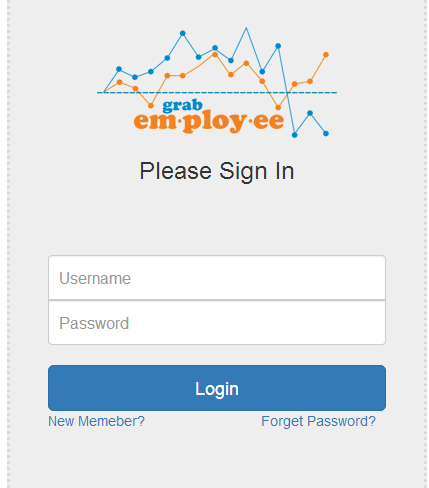 grab
em·ploy·ee
Please Sign In
Username
Password
Login
New Memeber? Forget Password?